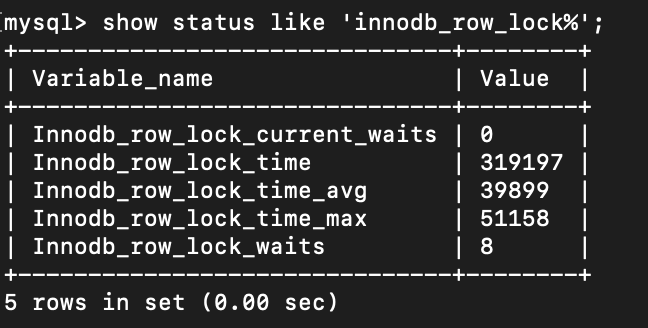 [mysql> show status like 'innodb_row_lock%';
+-------------------------------+--------+
| Variable_name                 | Value  |
+-------------------------------+--------+
| Innodb_row_lock_current_waits | 0      |
| Innodb_row_lock_time          | 319197 |
| Innodb_row_lock_time_avg      | 39899  |
| Innodb_row_lock_time_max      | 51158  |
| Innodb_row_lock_waits         | 8      |
+-------------------------------+--------+
5 rows in set (0.00 sec)